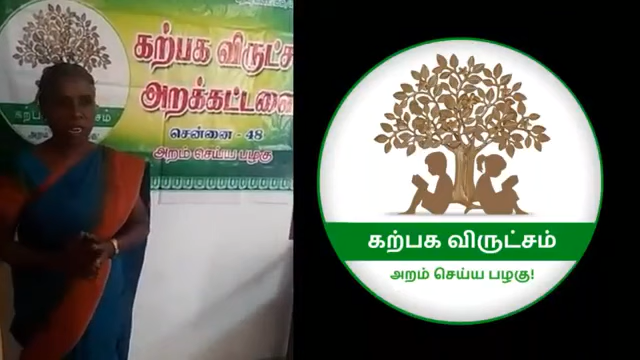 கற்பக விருட்ச
அறக்கட்டளை
சென்னை - 48
அறம் செய்ய பழகு
கற்பக விருட்சம்
அறம் செய்ய பழகு!